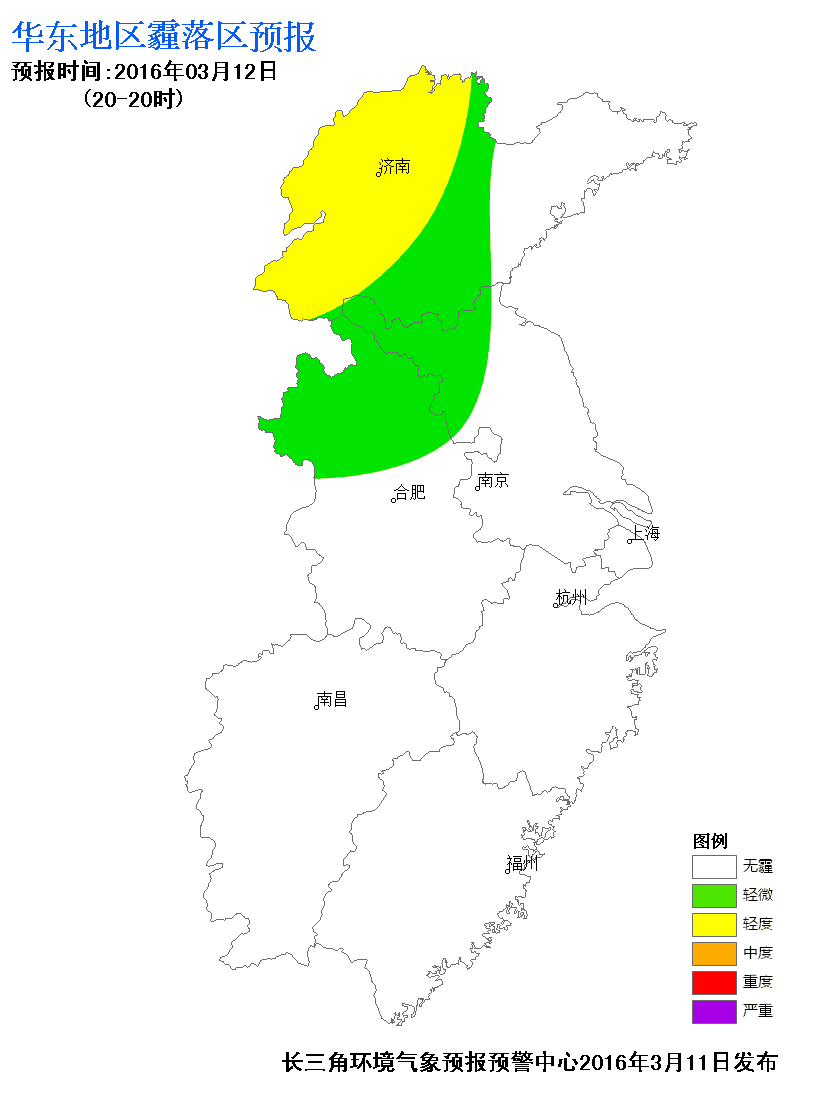 华东地区霾落区预报
预报时间:2016年03月12日
(20-20时)
济南
合肥
南京
上海
杭州
南昌
福州
图例
无霾
轻微
轻度
中度
重度
严重
长三角环境气象预报预警中心2016年3月11日发布